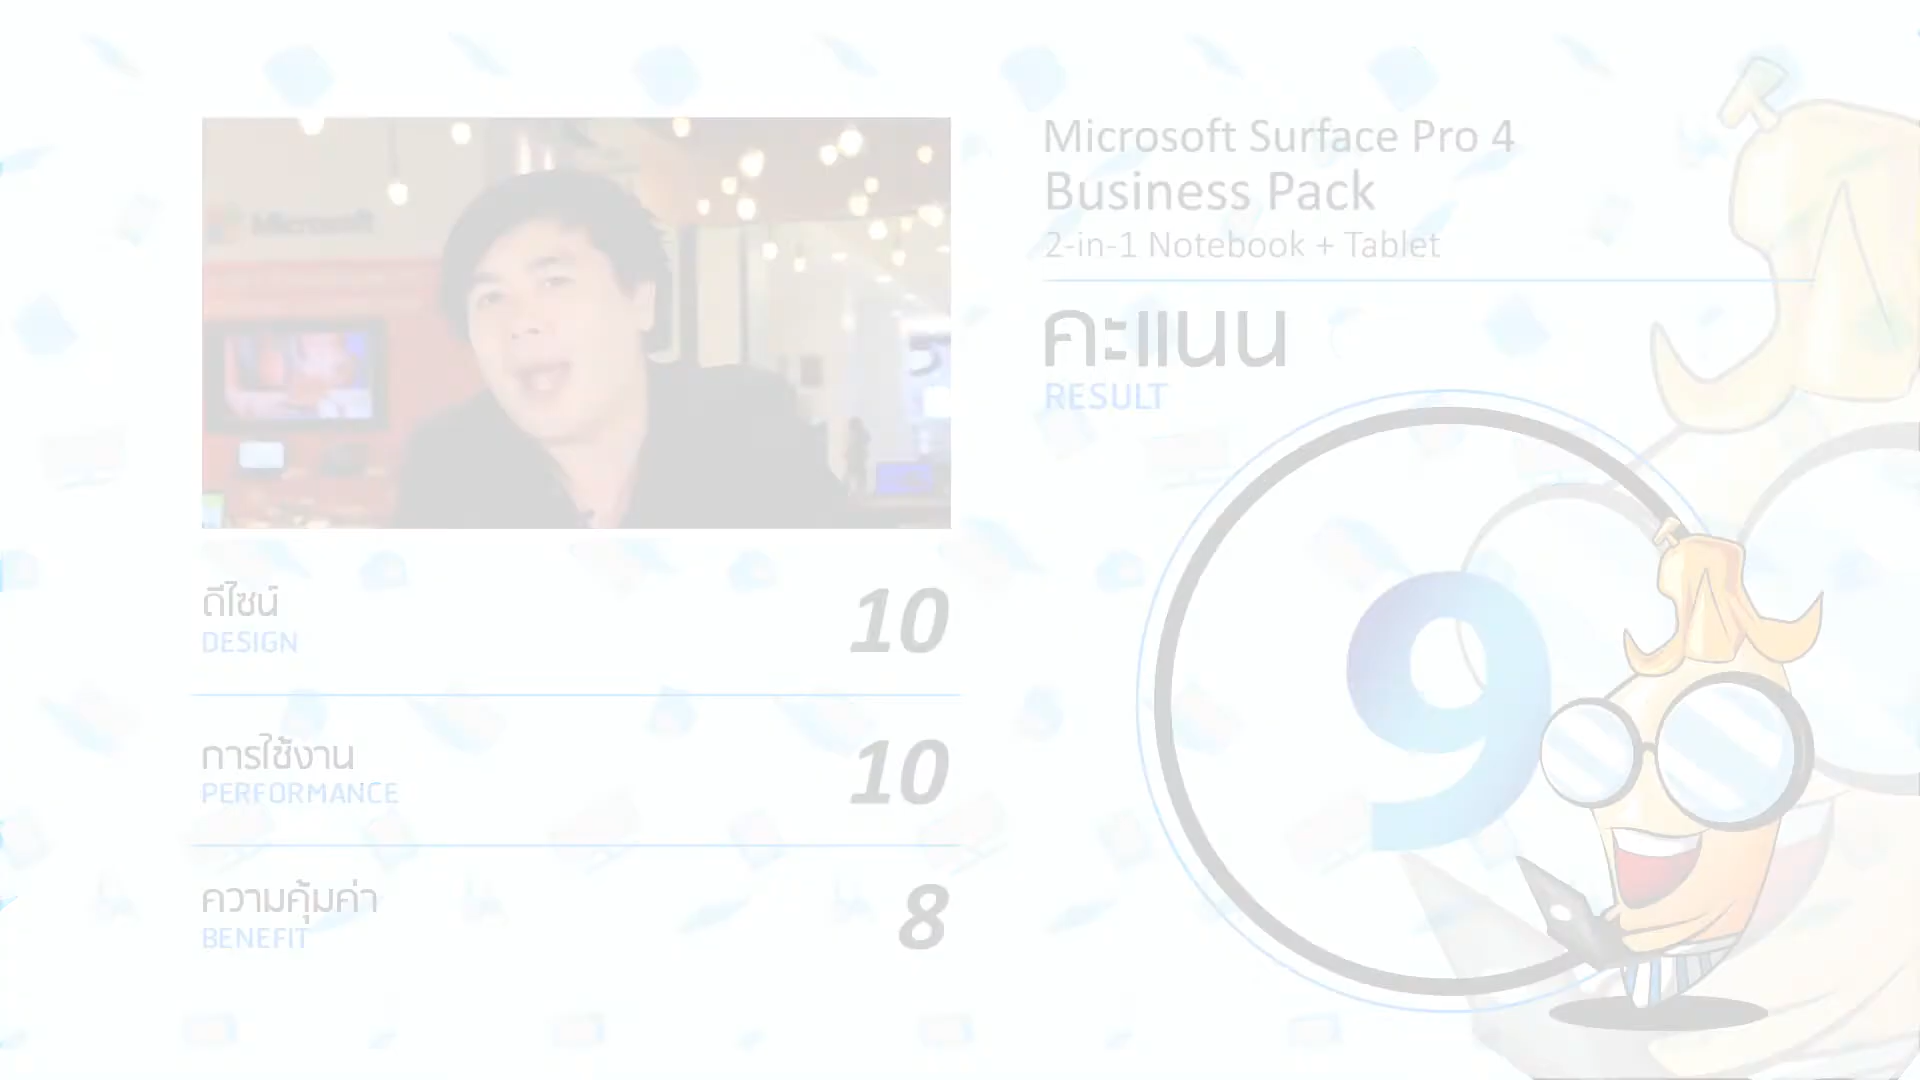 Microsoft
Microsoft Surface Pro 4
Business Pack
2-in-1 Notebook + Tablet
คะแนน
RESULT
9
ดีไซน์
DESIGN
10
การใช้งาน
PERFORMANCE
10
ความคุ้มค่า
BENEFIT
8